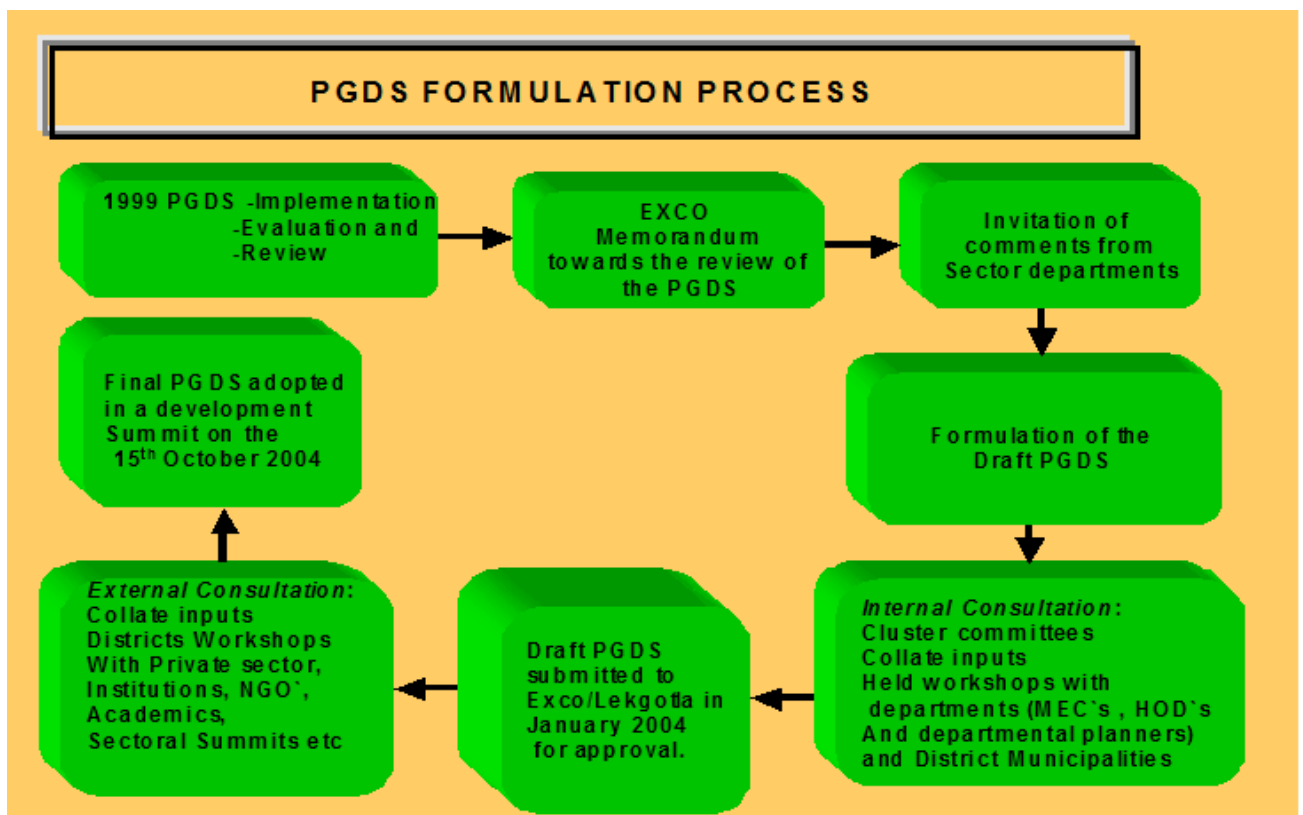 PGDS FORMULATION PROCESS
1999 PGDS -Implementation
-Evaluation and
-Review
EXCO
Memorandum
towards the review of
the PGDS
Invitation of
comments from
Sector departments
Formulation of the
Draft PGDS
Internal Consultation:
Cluster committees
Collate inputs
Held workshops with
departments (MEC`s , HOD`s
And departmental planners)
and District Municipalities
Draft PGDS
submitted to
Exco/Lekgotla in
January 2004
for approval.
External Consultation:
Collate inputs
Districts Workshops
With Private sector,
Institutions, NGO`,
Academics,
Sectoral Summits etc
Final PGDS adopted
in a development
Summit on the
15th October 2004